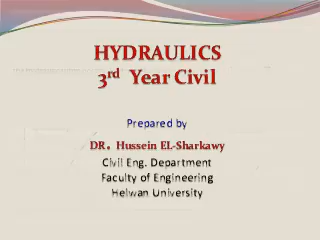 HYDRAULICS
3rd Year Civil
Prepared by
DR. Hussein EL-Sharkawy
Civil Eng. Department
Faculty of Engineering
Helwan University